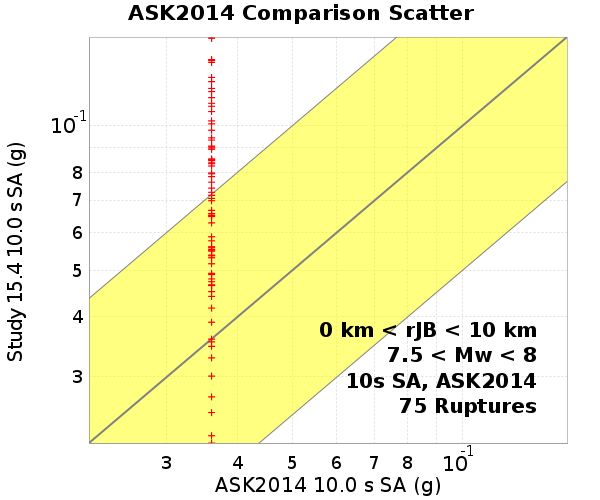 ASK2014 Comparison Scatter
Study 15.4 10.0 s SA (g)
10⁻¹
8
7
6
5
4
3
0 km < rJB < 10 km
7.5 < Mw < 8
10s SA, ASK2014
75 Ruptures
3 4 5 6 7 8 10⁻¹
ASK2014 10.0 s SA (g)